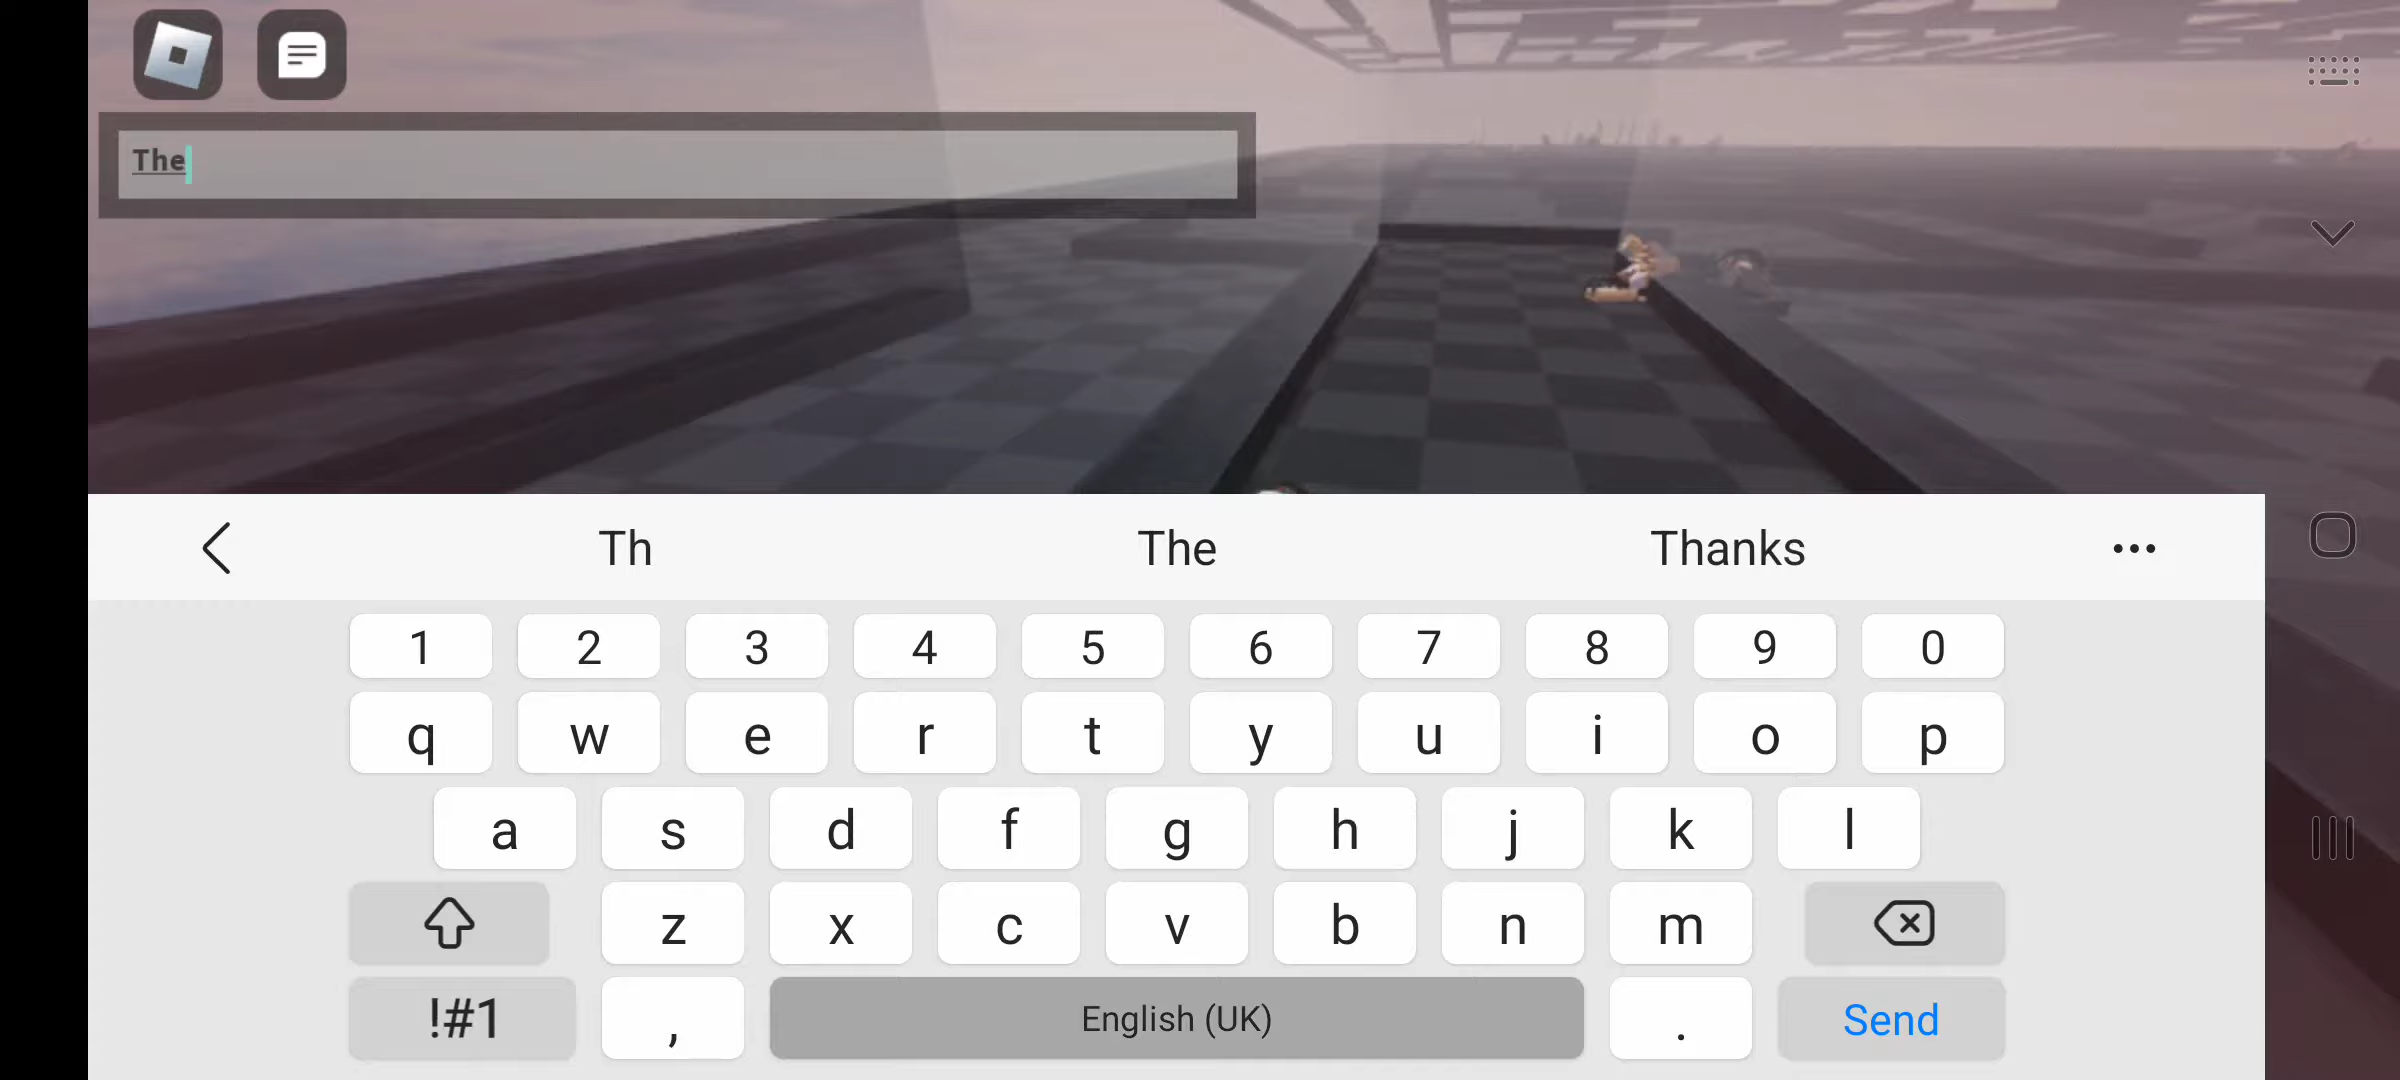 The
Th The Thanks
1 2 3 4 5 6 7 8 9 0
q w e r t y u i o p
a s d f g h j k l
z x c v b n m
!#1 , English (UK) . Send